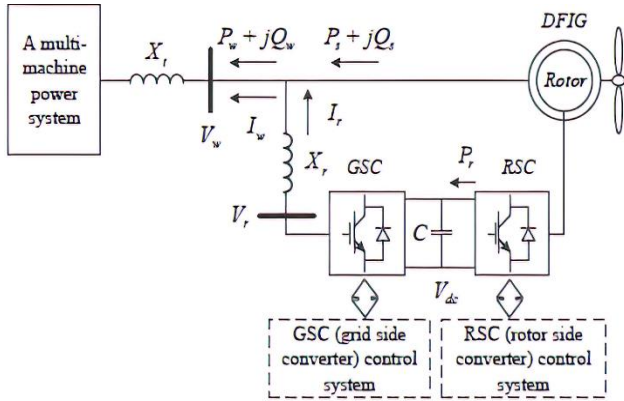 A multi-
machine
power
system
X_t
P_w + jQ_w
P_s + jQ_s
DFIG
Rotor
V_w
I_w
I_r
X_r
V_r
GSC
P_r
RSC
C
V_dc
GSC (grid side
converter) control
system
RSC (rotor side
converter) control
system